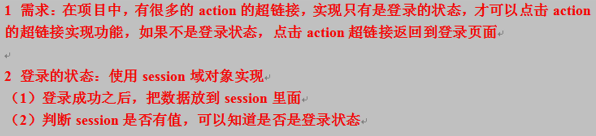 1 需求：在项目中，有很多的 action 的超链接，实现只有是登录的状态，才可以点击 action
的超链接实现功能，如果不是登录状态，点击 action 超链接返回到登录页面
2 登录的状态：使用 session 域对象实现
（1）登录成功之后，把数据放到 session 里面
（2）判断 session 是否有值，可以知道是否是登录状态